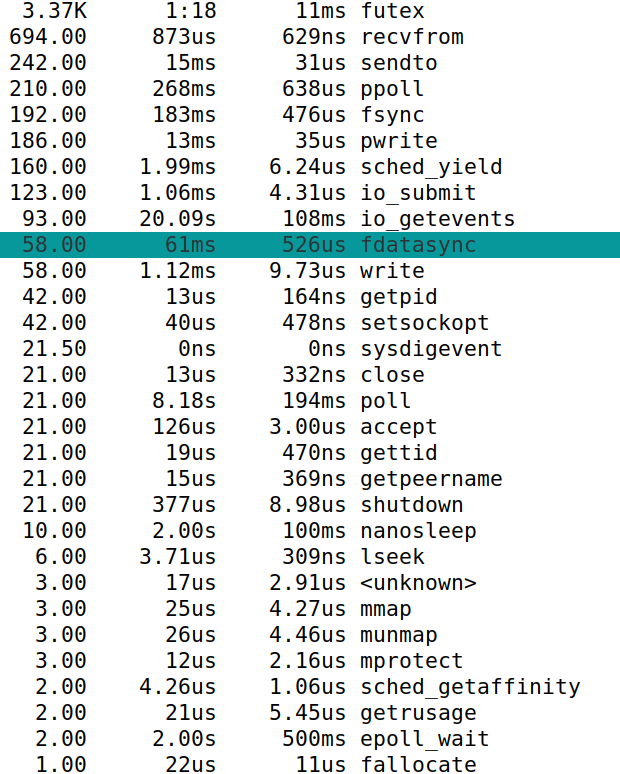 3.37K 1:18 11ms futex
694.00 873us 629ns recvfrom
242.00 15ms 31us sendto
210.00 268ms 638us ppoll
192.00 183ms 476us fsync
186.00 13ms 35us pwrite
160.00 1.99ms 6.24us sched_yield
123.00 1.06ms 4.31us io_submit
93.00 20.09s 108ms io_getevents
58.00 61ms 526us fdatasync
58.00 1.12ms 9.73us write
42.00 13us 164ns getpid
42.00 40us 478ns setsockopt
21.50 0ns 0ns sysdigevent
21.00 13us 332ns close
21.00 8.18s 194ms poll
21.00 126us 3.00us accept
21.00 19us 470ns gettid
21.00 15us 369ns getpeername
21.00 377us 8.98us shutdown
10.00 2.00s 100ms nanosleep
6.00 3.71us 309ns lseek
3.00 17us 2.91us <unknown>
3.00 25us 4.27us mmap
3.00 26us 4.46us munmap
3.00 12us 2.16us mprotect
2.00 4.26us 1.06us sched_getaffinity
2.00 21us 5.45us getrusage
2.00 2.00s 500ms epoll_wait
1.00 22us 11us fallocate